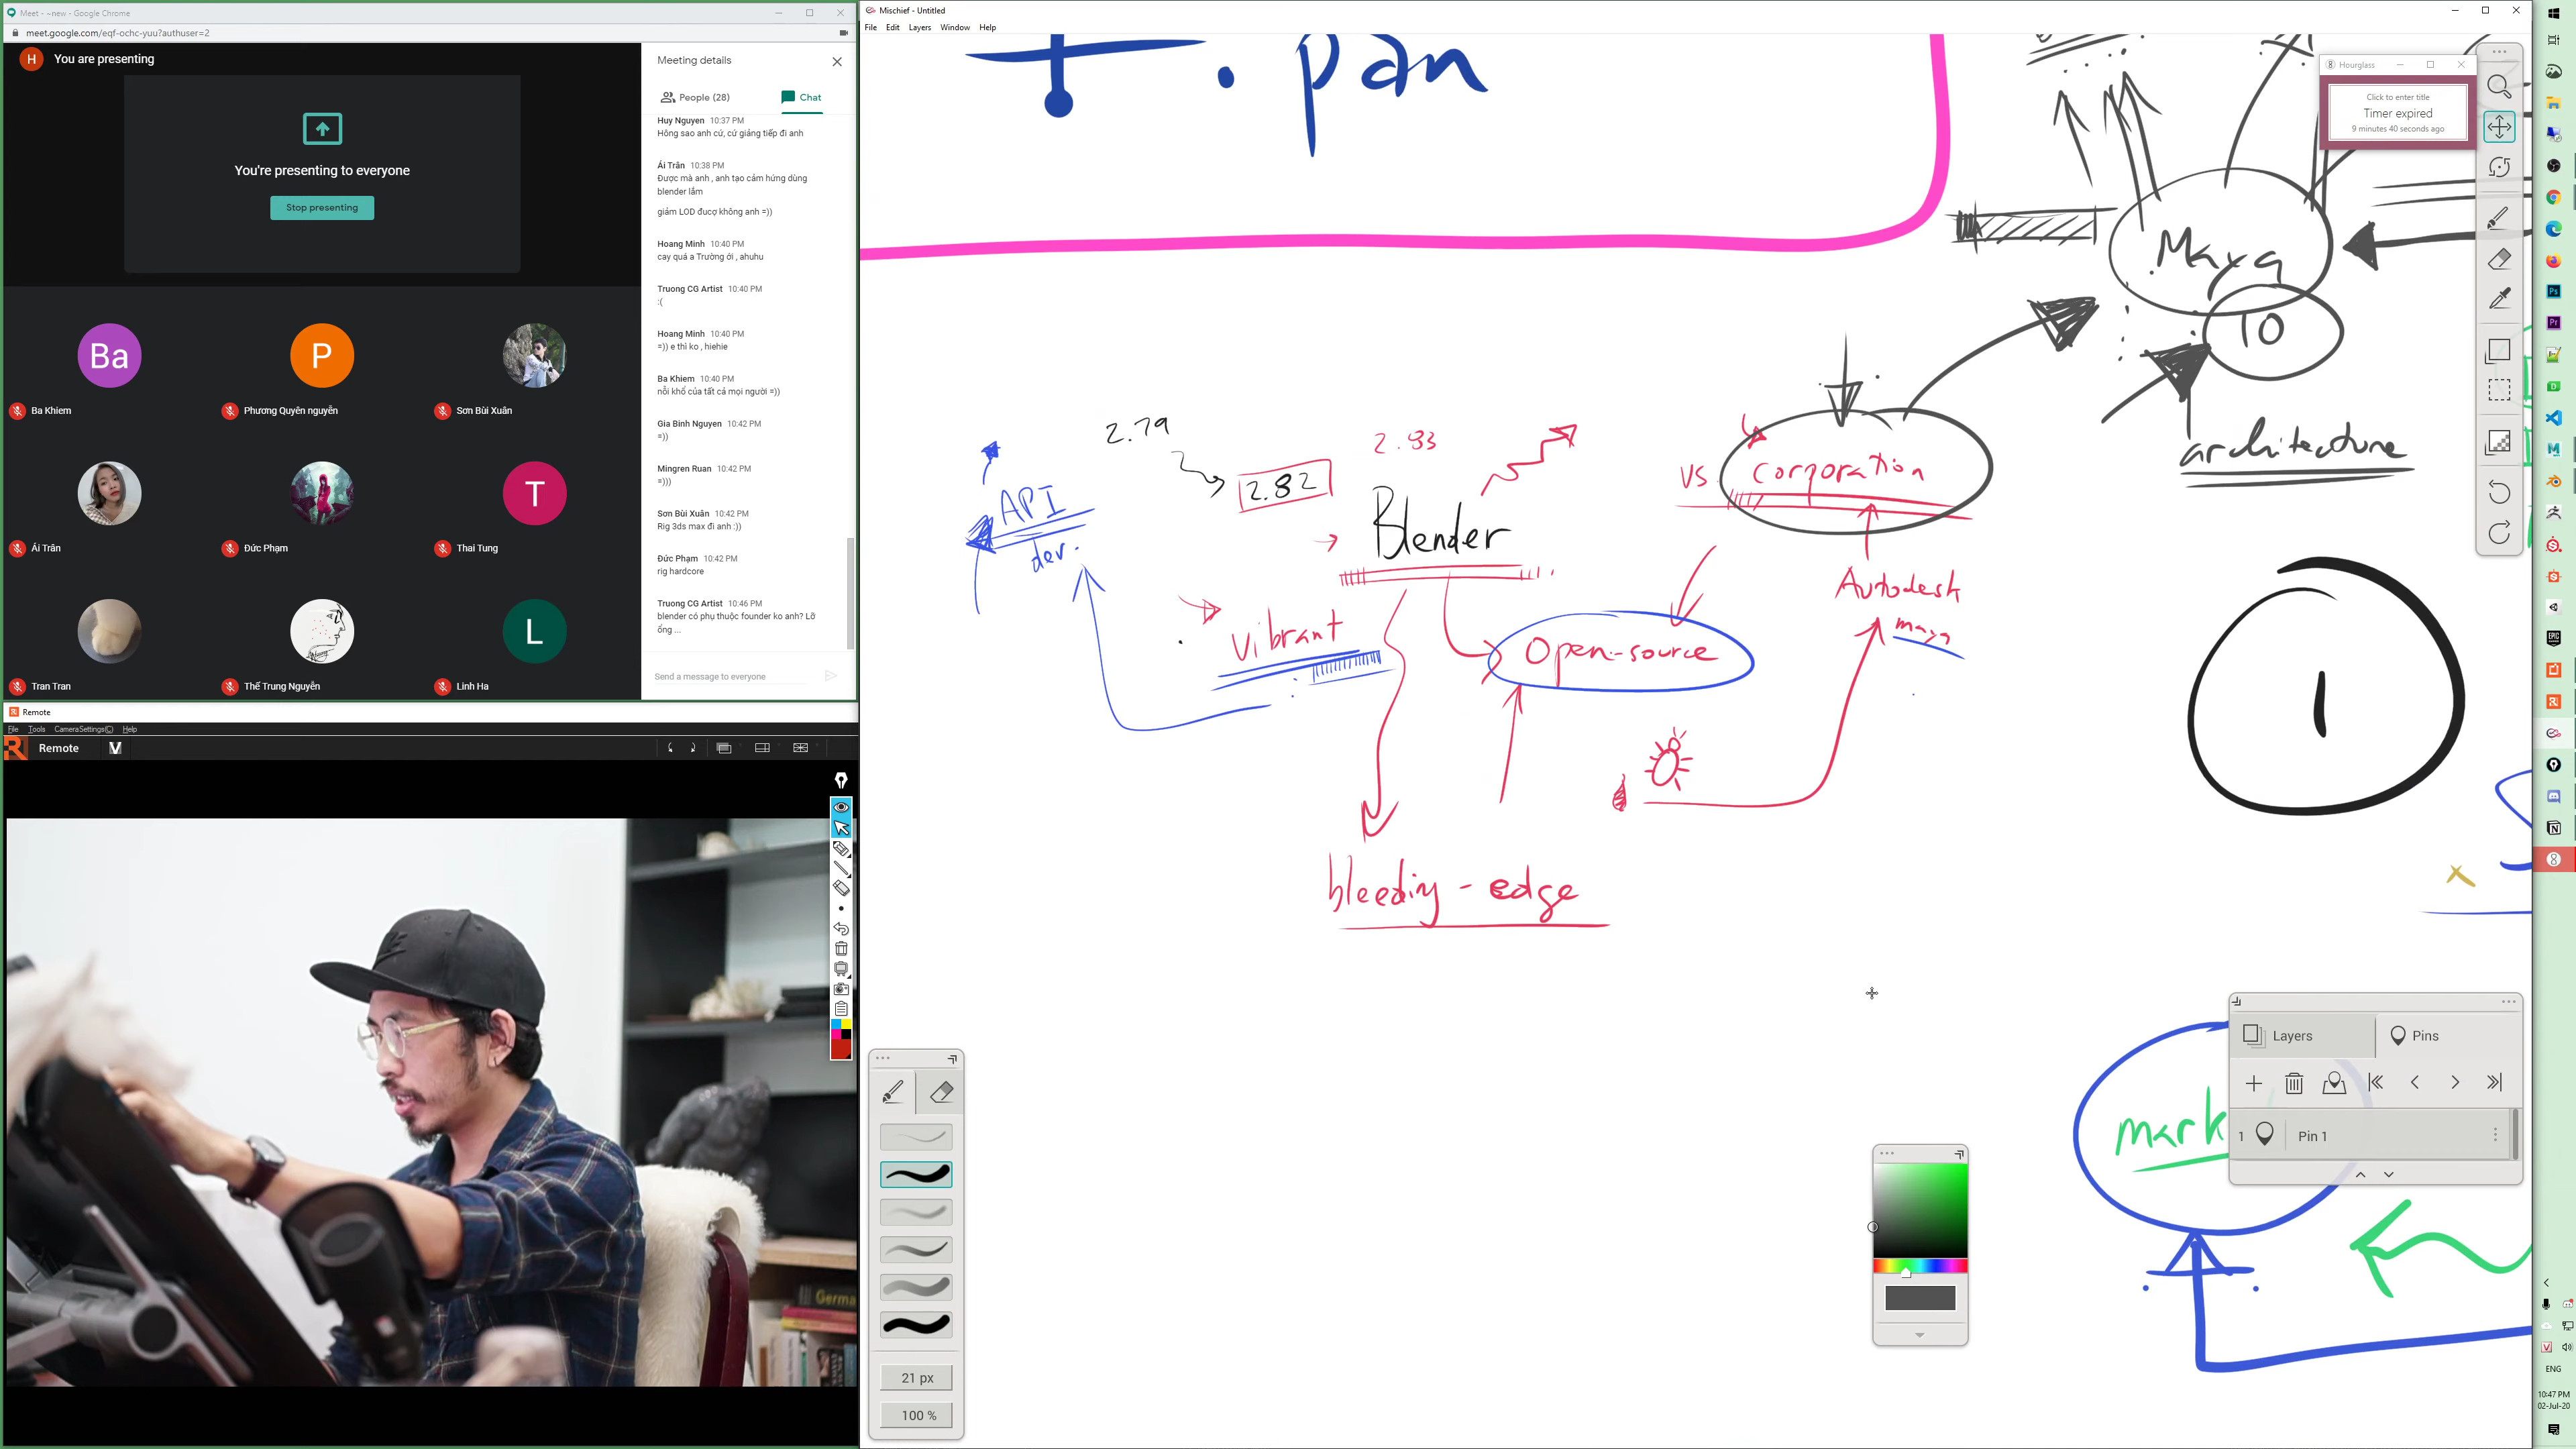 Meet - ~new - Google Chrome
meet.google.com/eqf-ochc-yuu?authuser=2
H
You are presenting
You're presenting to everyone
Stop presenting
Ba
P
Ba Khiem
Phương Quyên nguyễn
Sơn Bùi Xuân
T
Ái Trân
Đức Phạm
Thai Tung
L
Tran Tran
Thế Trung Nguyễn
Linh Ha
Meeting details
People (28)
Chat
Huy Nguyen 10:37 PM
Hông sao anh cứ, cứ giảng tiếp đi anh
Ái Trân 10:38 PM
Được mà anh , anh tạo cảm hứng dùng
blender lắm
giảm LOD đuợc không anh =))
Hoang Minh 10:40 PM
cay quá a Trường ới , ahuhu
Truong CG Artist 10:40 PM
:(
Hoang Minh 10:40 PM
=)) e thì ko , hiehie
Ba Khiem 10:40 PM
nỗi khổ của tất cả mọi người =))
Gia Binh Nguyen 10:42 PM
=))
Mingren Ruan 10:42 PM
=)))
Sơn Bùi Xuân 10:42 PM
Rig 3ds max đi anh :))
Đức Phạm 10:42 PM
rig hardcore
Truong CG Artist 10:46 PM
blender có phụ thuộc founder ko anh? Lỡ
ổng ...
Send a message to everyone
Remote
File Tools CameraSettings(C) Help
Remote
Germa
Mischief - Untitled
File Edit Layers Window Help
. pan
Hourglass
Click to enter title
Timer expired
9 minutes 40 seconds ago
Maya
10
architecture
2.79
2.82
2.83
API
dev.
Blender
vs. corporation
Autodesk
maya
vibrant
Open-source
bleeding - edge
1
mark
Layers
Pins
1
Pin 1
21 px
100 %
ENG
10:47 PM
02-Jul-20